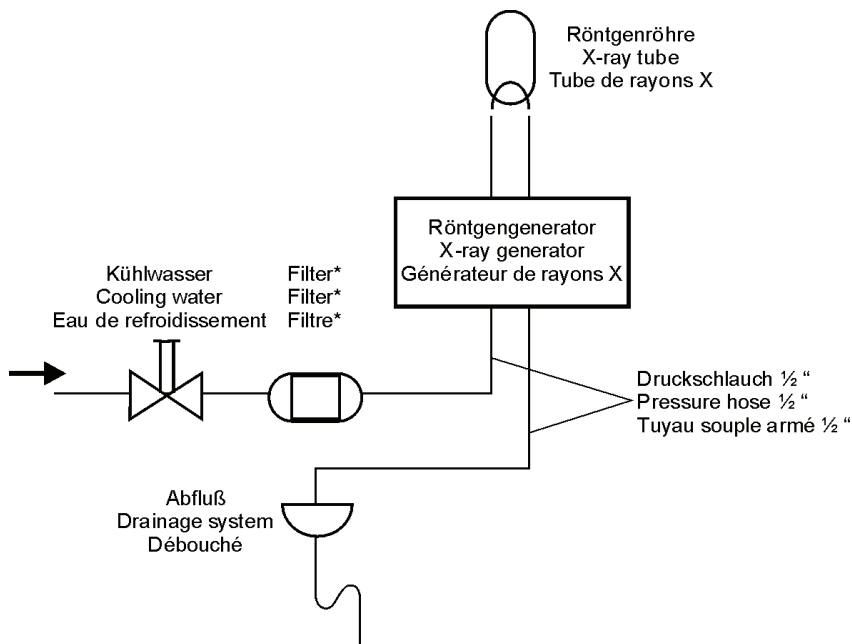 Röntgenröhre
X-ray tube
Tube de rayons X
Röntgengenerator
X-ray generator
Générateur de rayons X
Kühlwasser
Cooling water
Eau de refroidissement
Filter*
Filter*
Filtre*
Druckschlauch ½ “
Pressure hose ½ “
Tuyau souple armé ½ “
Abfluß
Drainage system
Débouché